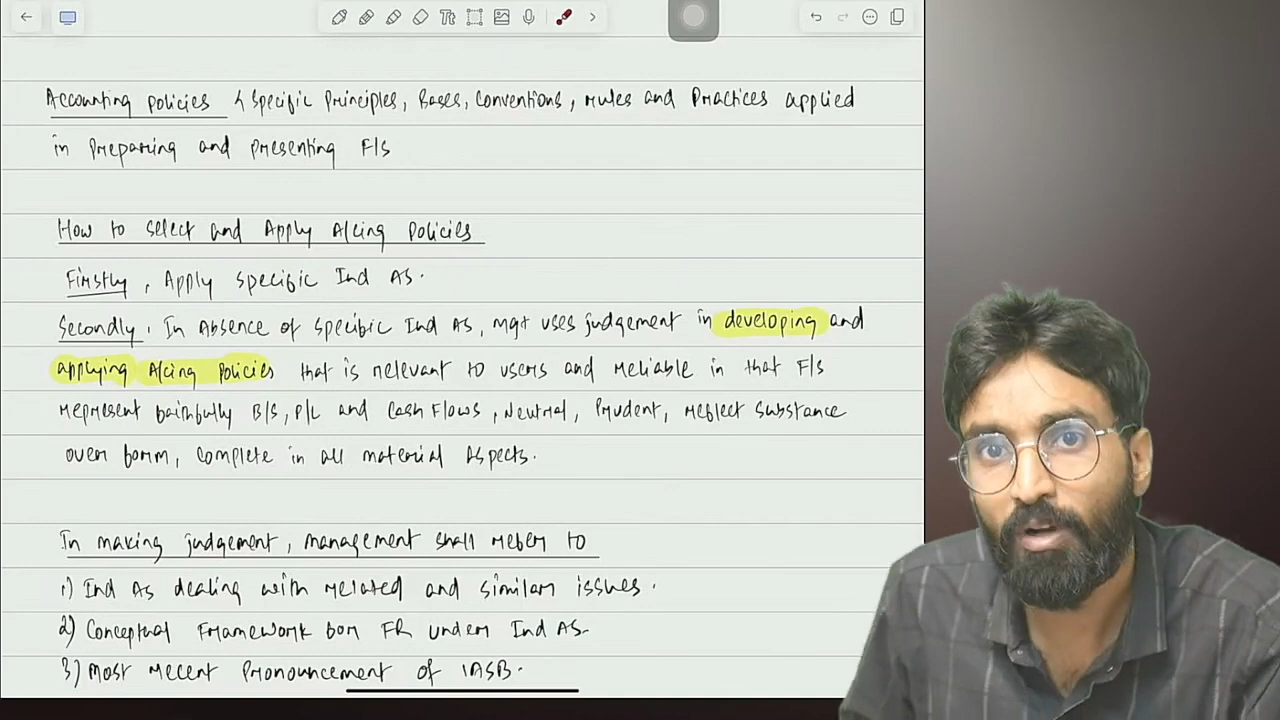 Accounting policies & Specific Principles, Bases, Conventions, rules and Practices applied
in Preparing and presenting F/s
How to select and Apply A/cing Policies
Firstly, Apply Specific Ind AS.
Secondly. In Absence of Specific Ind AS, Mgt uses judgement in developing and
applying A/cing Policies that is relevant to users and reliable in that F/s
represent faithfully B/S, P/L and Cash Flows, Neutral, Prudent, reflect substance
over form, complete in all material Aspects.
In making judgement, management shall refer to
1) Ind AS dealing with related and similar issues.
2) Conceptual Framework for FR under Ind AS.
3) Most recent Pronouncement of IASB.